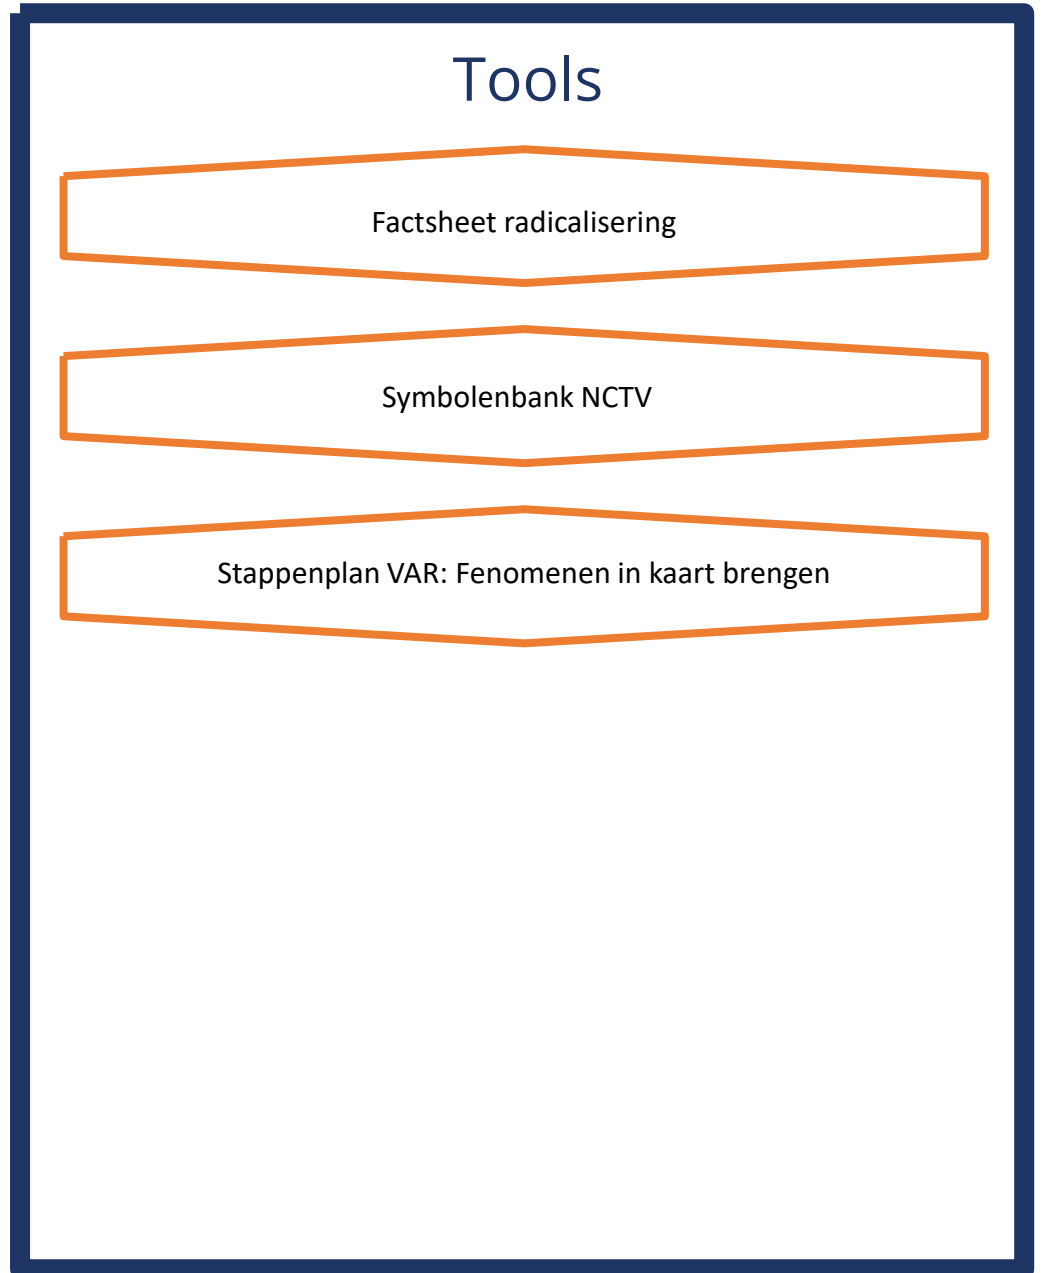 Tools
Factsheet radicalisering
Symbolenbank NCTV
Stappenplan VAR: Fenomenen in kaart brengen